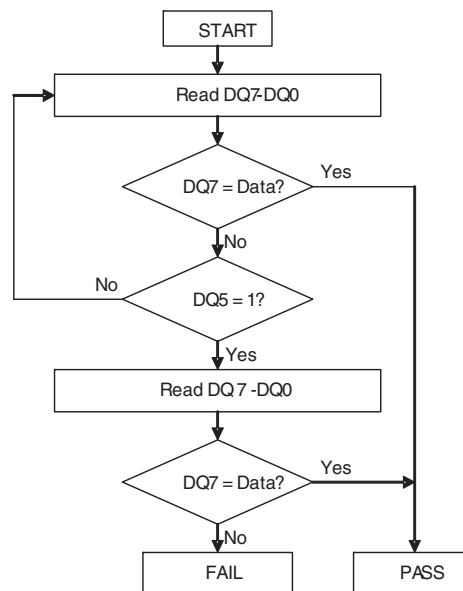 START
Read DQ7-DQ0
Yes
DQ7 = Data?
No
No
DQ5 = 1?
Yes
Read DQ 7 -DQ0
Yes
DQ7 = Data?
No
FAIL
PASS